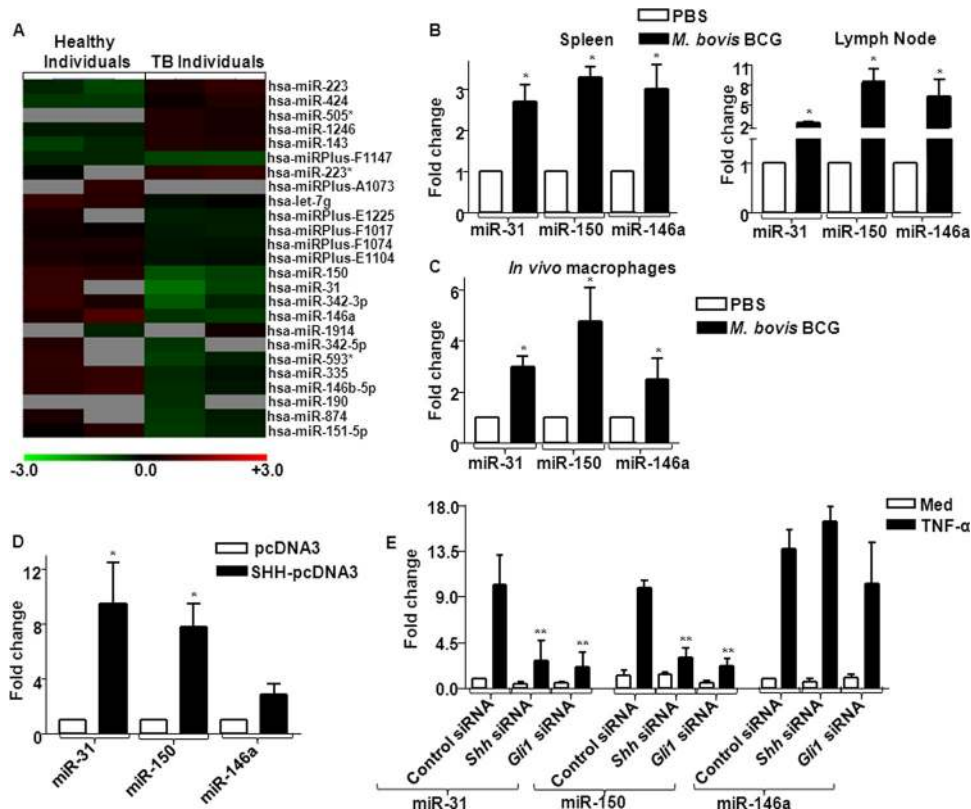 A
Healthy Individuals
TB Individuals
hsa-miR-223
hsa-miR-424
hsa-miR-505*
hsa-miR-1246
hsa-miR-143
hsa-miRPlus-F1147
hsa-miR-223*
hsa-miRPlus-A1073
hsa-let-7g
hsa-miRPlus-E1225
hsa-miRPlus-F1017
hsa-miRPlus-F1074
hsa-miRPlus-E1104
hsa-miR-150
hsa-miR-31
hsa-miR-342-3p
hsa-miR-146a
hsa-miR-1914
hsa-miR-342-5p
hsa-miR-593*
hsa-miR-335
hsa-miR-146b-5p
hsa-miR-190
hsa-miR-874
hsa-miR-151-5p
-3.0 0.0 +3.0
B
PBS
M. bovis BCG
Spleen
Fold change
3
2
1
0
* * *
miR-31 miR-150 miR-146a
Lymph Node
Fold change
11
8
5
2
1
0
* * *
miR-31 miR-150 miR-146a
C
In vivo macrophages
PBS
M. bovis BCG
Fold change
6
4
2
0
* * *
miR-31 miR-150 miR-146a
D
pcDNA3
SHH-pcDNA3
Fold change
12
8
4
0
* *
miR-31 miR-150 miR-146a
E
Med
TNF-α
Fold change
18.0
13.5
9.0
4.5
0.0
** ** ** **
Control siRNA Shh siRNA Gli1 siRNA Control siRNA Shh siRNA Gli1 siRNA Control siRNA Shh siRNA Gli1 siRNA
miR-31 miR-150 miR-146a